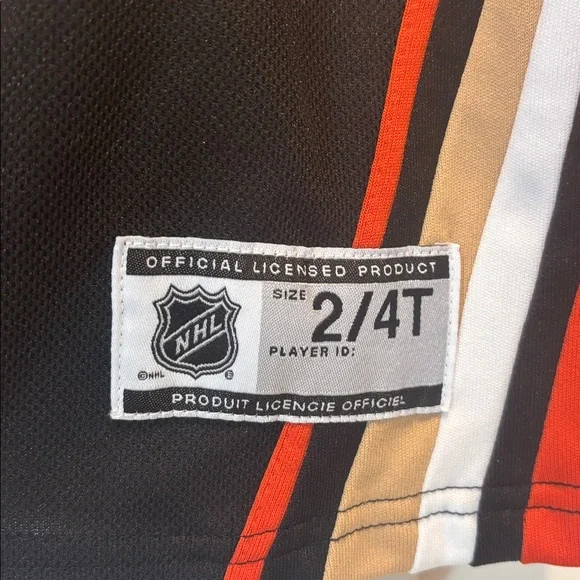 OFFICIAL LICENSED PRODUCT
NHL
SIZE 2/4T
PLAYER ID:
©NHL ®
PRODUIT LICENCIE OFFICIEL